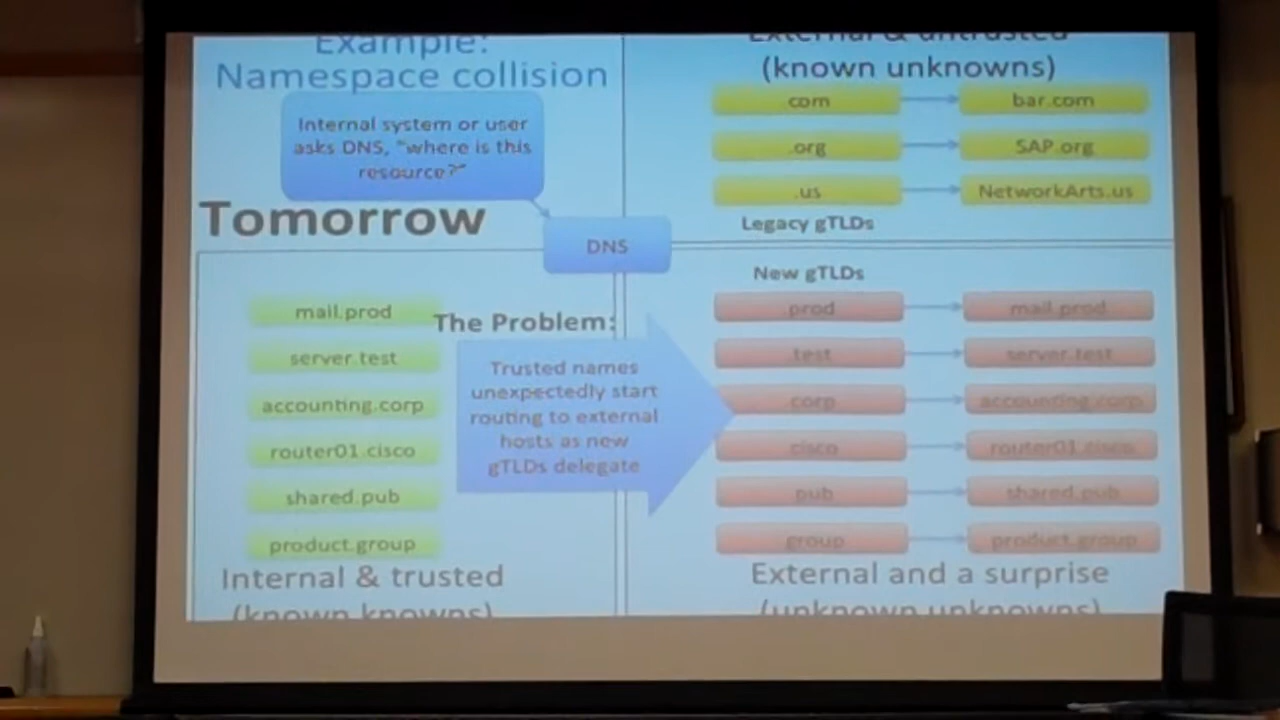 Example:
Namespace collision
Internal system or user
asks DNS, "where is this
resource?"
Tomorrow
DNS
External & untrusted
(known unknowns)
.com
bar.com
.org
SAP.org
.us
NetworkArts.us
Legacy gTLDs
mail.prod
server.test
accounting.corp
router01.cisco
shared.pub
product.group
Internal & trusted
(known knowns)
The Problem:
Trusted names
unexpectedly start
routing to external
hosts as new
gTLDs delegate
New gTLDs
.prod
mail.prod
.test
server.test
.corp
accounting.corp
cisco
router01.cisco
pub
shared.pub
group
product.group
External and a surprise
(unknown unknowns)